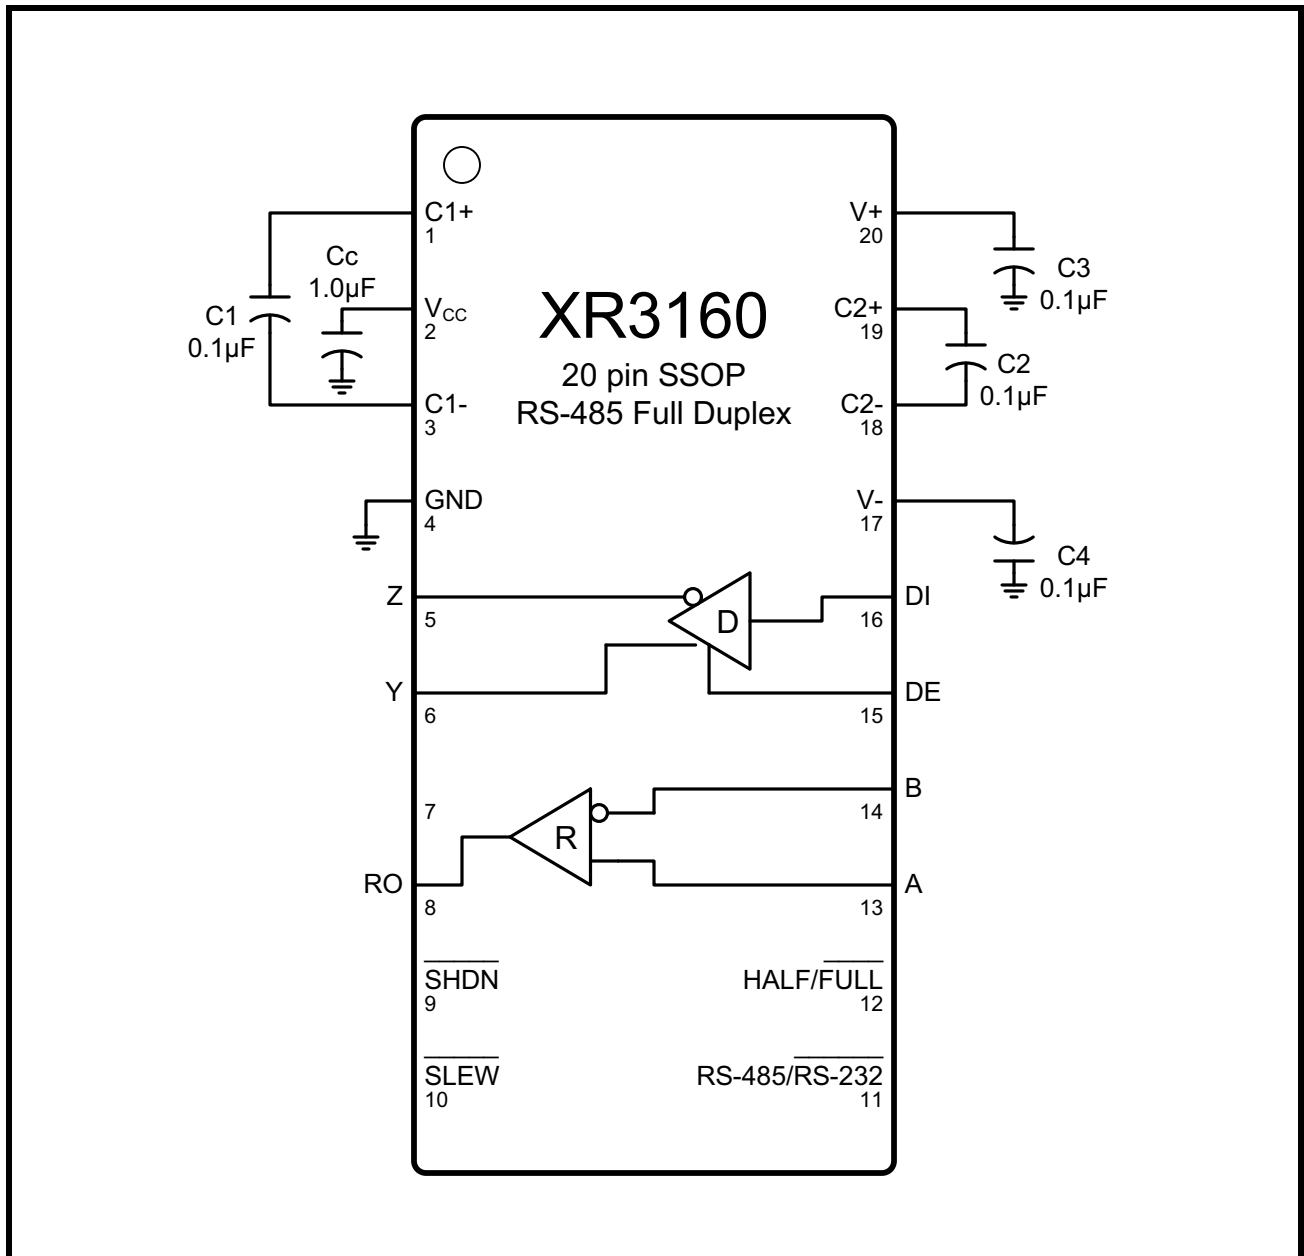 C1+
1
Cc
1.0µF
VCC
2
C1
0.1µF
C1-
3
GND
4
Z
5
Y
6
7
RO
8
SHDN
9
SLEW
10
XR3160
20 pin SSOP
RS-485 Full Duplex
D
R
V+
20
C3
0.1µF
C2+
19
C2
0.1µF
C2-
18
V-
17
C4
0.1µF
DI
16
DE
15
B
14
A
13
HALF/FULL
12
RS-485/RS-232
11